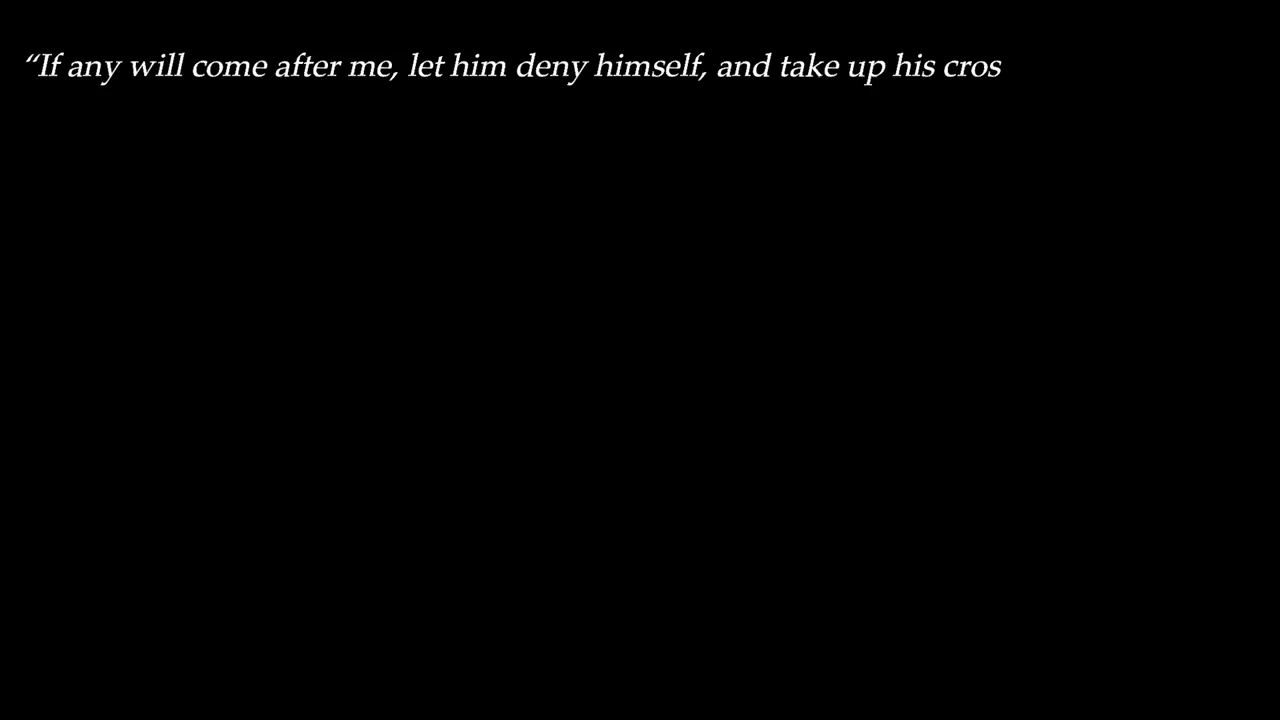 “If any will come after me, let him deny himself, and take up his cros